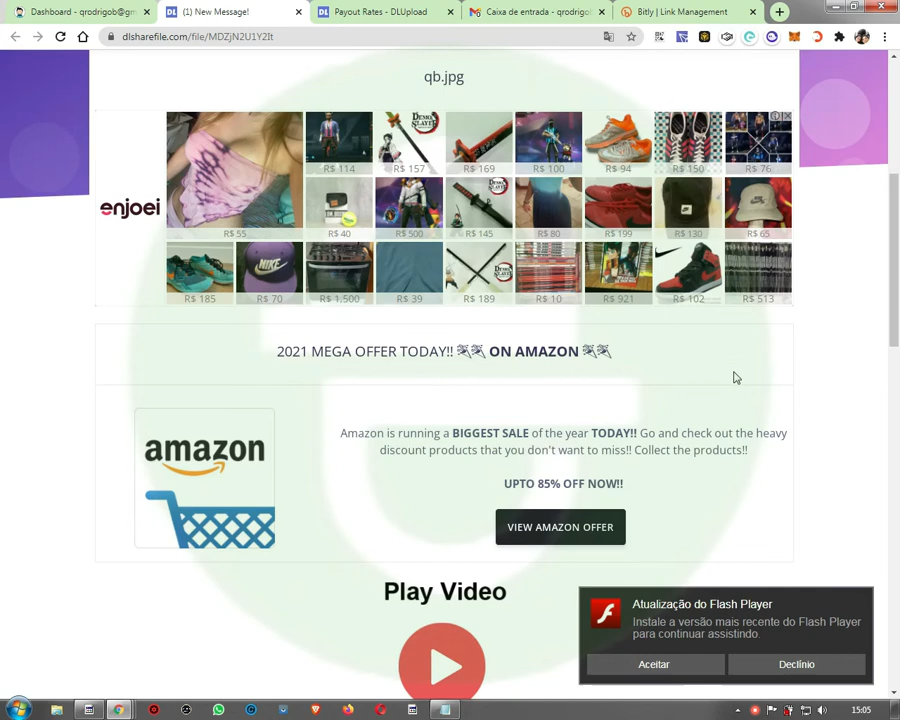 Dashboard - qrodrigob@gm
(1) New Message!
Payout Rates - DLUpload
Caixa de entrada - qrodrigob@
Bitly | Link Management
dlsharefile.com/file/MDZjN2U1Y2It
qb.jpg
enjoei
R$ 55
R$ 114
R$ 157
R$ 169
R$ 100
R$ 94
R$ 150
R$ 76
R$ 40
R$ 500
R$ 145
R$ 80
R$ 199
R$ 130
R$ 65
R$ 185
R$ 70
R$ 1,500
R$ 39
R$ 189
R$ 10
R$ 921
R$ 102
R$ 513
2021 MEGA OFFER TODAY!! ON AMAZON
amazon
Amazon is running a BIGGEST SALE of the year TODAY!! Go and check out the heavy
discount products that you don't want to miss!! Collect the products!!
UPTO 85% OFF NOW!!
VIEW AMAZON OFFER
Play Video
Atualização do Flash Player
Instale a versão mais recente do Flash Player
para continuar assistindo.
Aceitar
Declínio
15:05